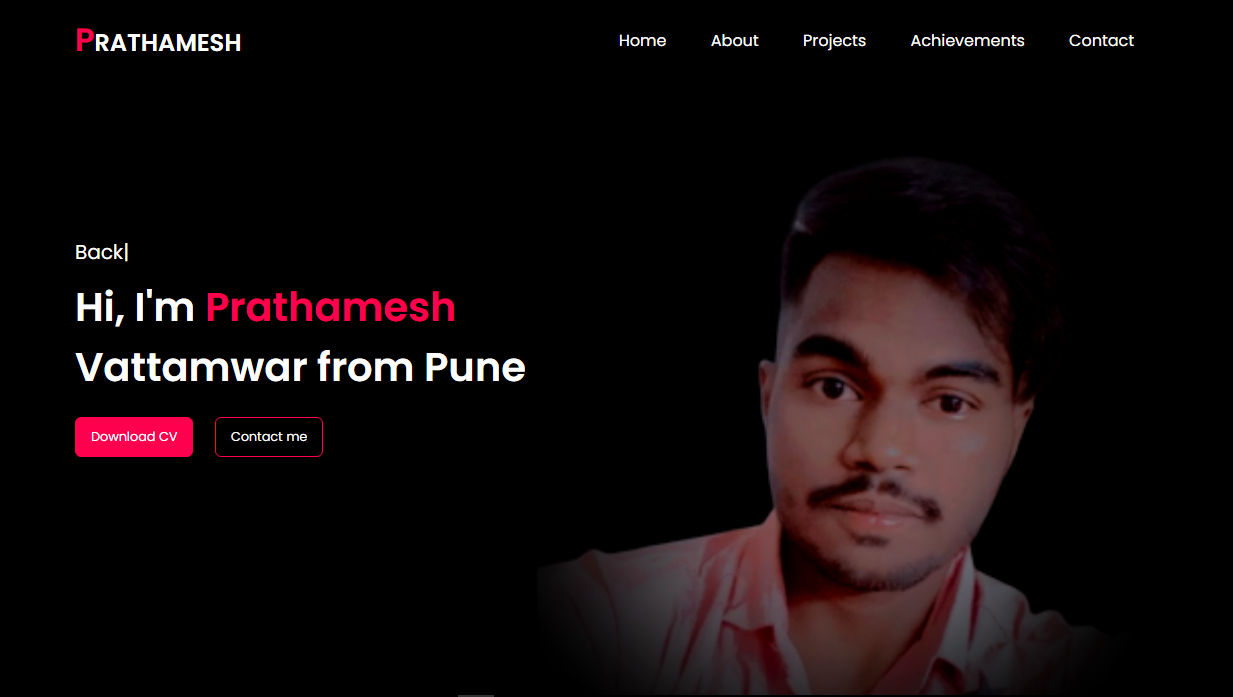 PRATHAMESH
Home About Projects Achievements Contact
Back|
Hi, I'm Prathamesh
Vattamwar from Pune
Download CV Contact me